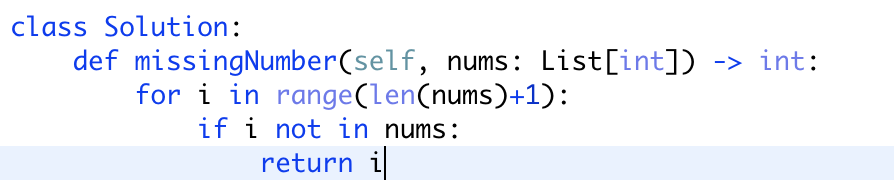 class Solution:
    def missingNumber(self, nums: List[int]) -> int:
        for i in range(len(nums)+1):
            if i not in nums:
                return i